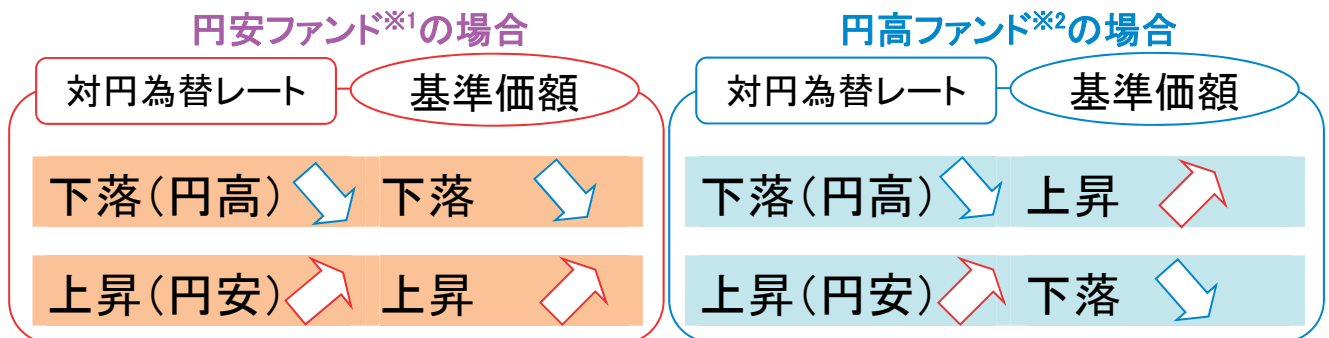 円安ファンド※1の場合
対円為替レート 基準価額
下落(円高) 下落
上昇(円安) 上昇
円高ファンド※2の場合
対円為替レート 基準価額
下落(円高) 上昇
上昇(円安) 下落